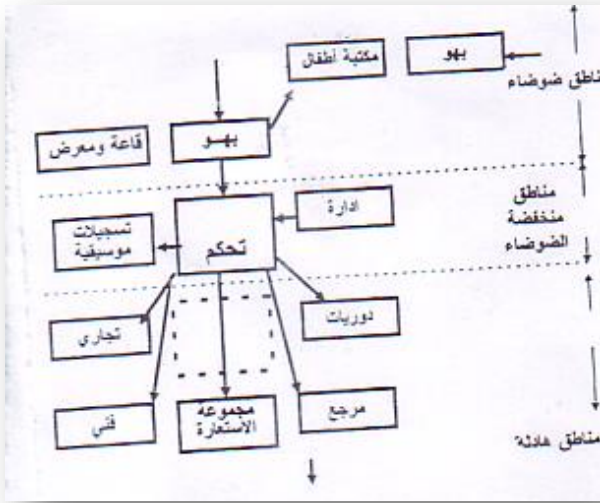 بهو
مكتبة أطفال
مناطق ضوضاء
بهـو
قاعة ومعرض
مناطق
منخفضة
الضوضاء
ادارة
تحكم
تسجيلات
موسيقية
دوريات
تجاري
مرجع
مجموعة
الاستعارة
فني
مناطق هادئة